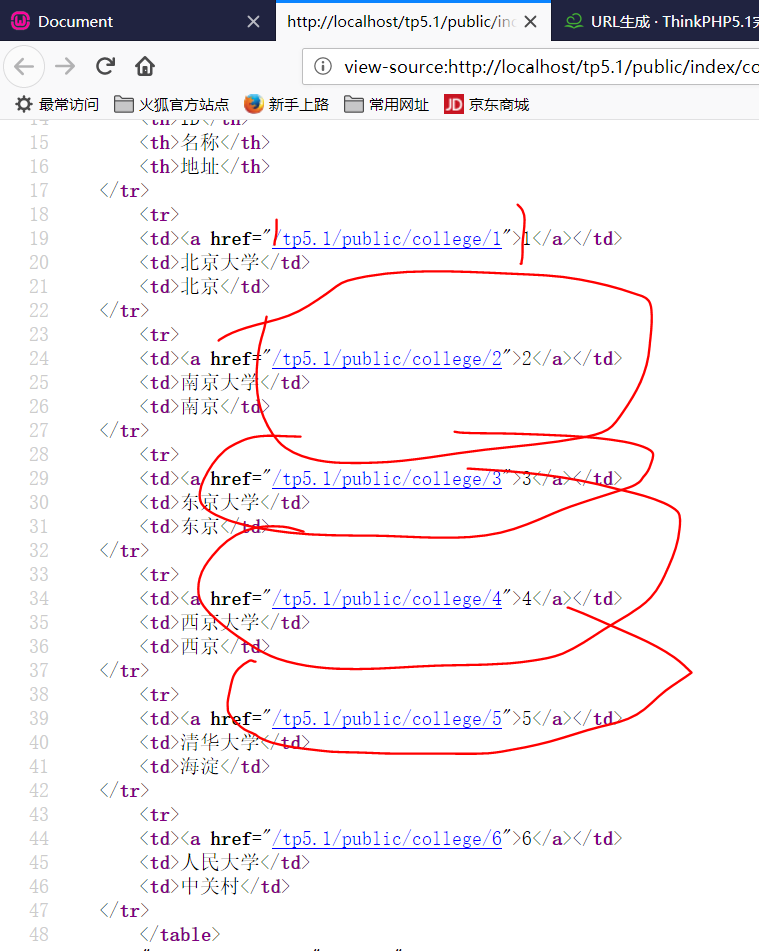 Document
http://localhost/tp5.1/public/ind
URL生成 · ThinkPHP5.1完
view-source:http://localhost/tp5.1/public/index/co
最常访问 火狐官方站点 新手上路 常用网址 JD 京东商城
14 <th>ID</th>
15 <th>名称</th>
16 <th>地址</th>
17 </tr>
18 <tr>
19 <td><a href="/tp5.1/public/college/1">1</a></td>
20 <td>北京大学</td>
21 <td>北京</td>
22 </tr>
23 <tr>
24 <td><a href="/tp5.1/public/college/2">2</a></td>
25 <td>南京大学</td>
26 <td>南京</td>
27 </tr>
28 <tr>
29 <td><a href="/tp5.1/public/college/3">3</a></td>
30 <td>东京大学</td>
31 <td>东京</td>
32 </tr>
33 <tr>
34 <td><a href="/tp5.1/public/college/4">4</a></td>
35 <td>西京大学</td>
36 <td>西京</td>
37 </tr>
38 <tr>
39 <td><a href="/tp5.1/public/college/5">5</a></td>
40 <td>清华大学</td>
41 <td>海淀</td>
42 </tr>
43 <tr>
44 <td><a href="/tp5.1/public/college/6">6</a></td>
45 <td>人民大学</td>
46 <td>中关村</td>
47 </tr>
48 </table>